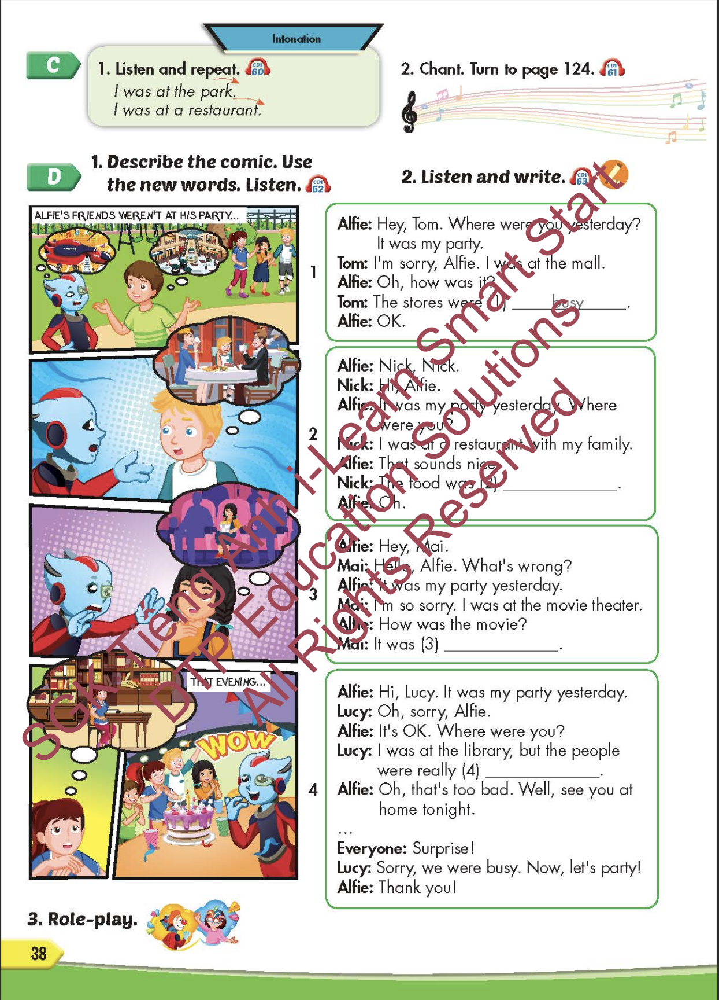 Intonation
C
1. Listen and repeat. CD1 60
I was at the park.
I was at a restaurant.
2. Chant. Turn to page 124. CD1 61
D
1. Describe the comic. Use
the new words. Listen. CD1 62
2. Listen and write. CD1 63
ALFIE'S FRIENDS WEREN'T AT HIS PARTY...
1
Alfie: Hey, Tom. Where were you yesterday?
It was my party.
Tom: I'm sorry, Alfie. I was at the mall.
Alfie: Oh, how was it?
Tom: The stores were (1) busy.
Alfie: OK.
2
Alfie: Nick, Nick.
Nick: Hi, Alfie.
Alfie: It was my party yesterday. Where
were you?
Nick: I was at a restaurant with my family.
Alfie: That sounds nice.
Nick: The food was (2) ____________.
Alfie: Oh.
3
Alfie: Hey, Mai.
Mai: Hello, Alfie. What's wrong?
Alfie: It was my party yesterday.
Mai: I'm so sorry. I was at the movie theater.
Alfie: How was the movie?
Mai: It was (3) ____________.
THAT EVENING...
WOW
4
Alfie: Hi, Lucy. It was my party yesterday.
Lucy: Oh, sorry, Alfie.
Alfie: It's OK. Where were you?
Lucy: I was at the library, but the people
were really (4) ____________.
Alfie: Oh, that's too bad. Well, see you at
home tonight.
...
Everyone: Surprise!
Lucy: Sorry, we were busy. Now, let's party!
Alfie: Thank you!
3. Role-play.
38
SGK Tiếng Anh i-Learn Smart Start
DTP Education Solutions
All Rights Reserved